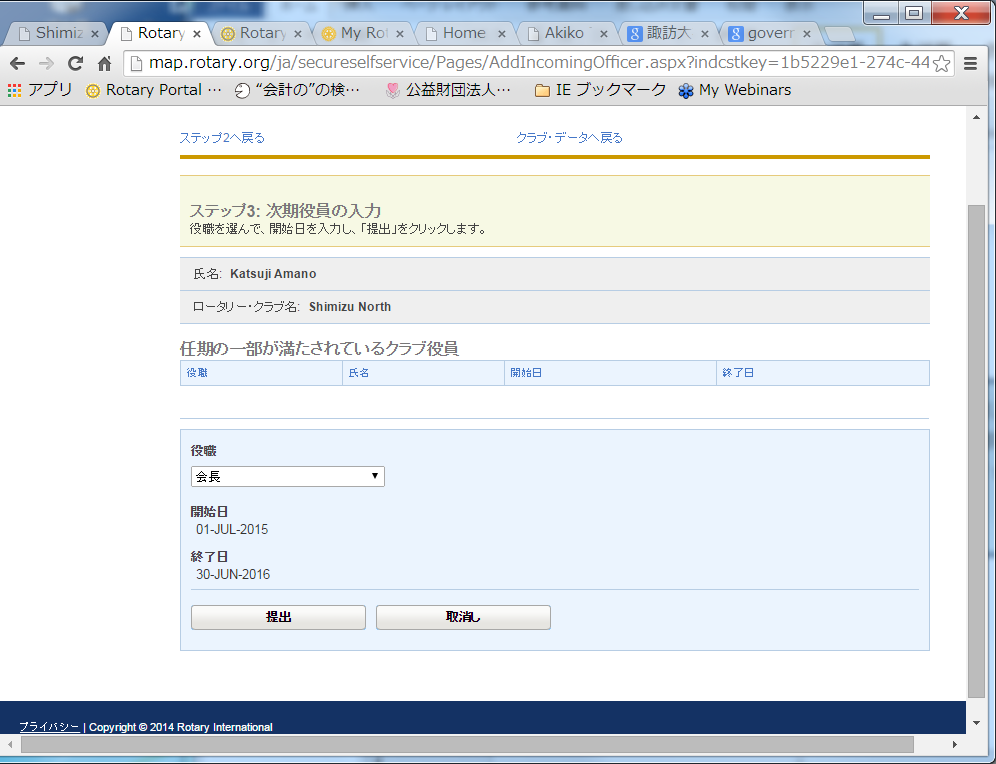 Shimiz
Rotary
Rotary
My Rot
Home
Akiko
諏訪大
govern
map.rotary.org/ja/secureselfservice/Pages/AddIncomingOfficer.aspx?indcstkey=1b5229e1-274c-44
アプリ
Rotary Portal …
“会計の”の検…
公益財団法人…
IE ブックマーク
My Webinars
ステップ2へ戻る
クラブ・データへ戻る
ステップ3: 次期役員の入力
役職を選んで、開始日を入力し、「提出」をクリックします。
氏名: Katsuji Amano
ロータリー・クラブ名: Shimizu North
任期の一部が満たされているクラブ役員
役職 氏名 開始日 終了日
役職
会長
開始日
01-JUL-2015
終了日
30-JUN-2016
提出 取消し
プライバシー | Copyright © 2014 Rotary International